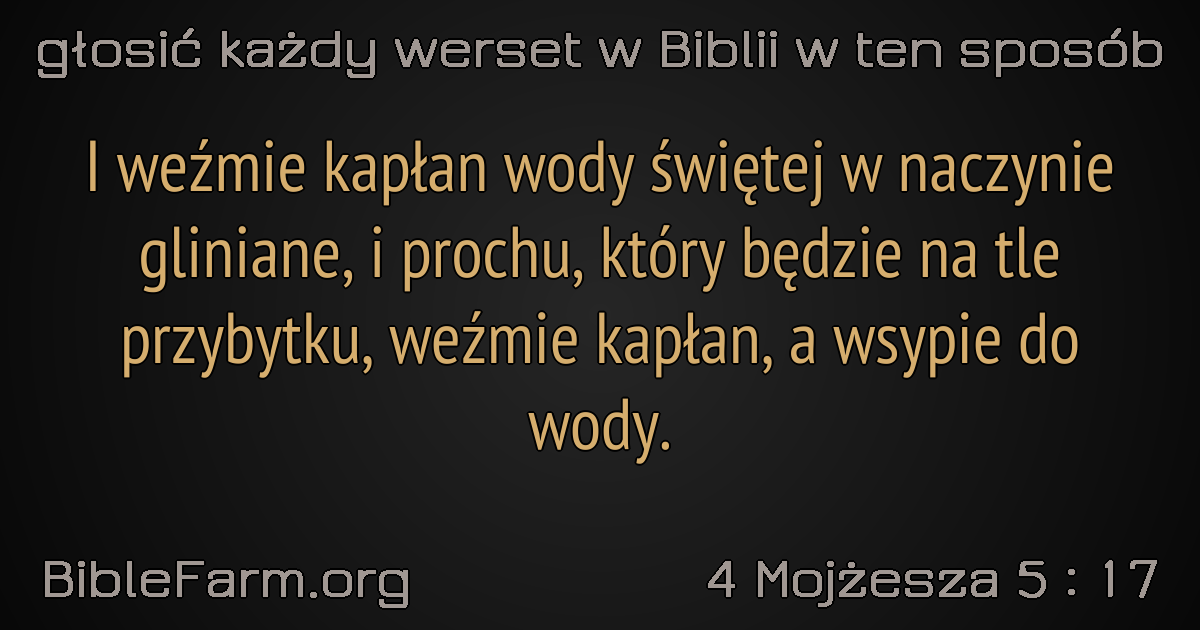 głosić każdy werset w Biblii w ten sposób
I weźmie kapłan wody świętej w naczynie
gliniane, i prochu, który będzie na tle
przybytku, weźmie kapłan, a wsypie do
wody.
BibleFarm.org
4 Mojżesza 5 : 17